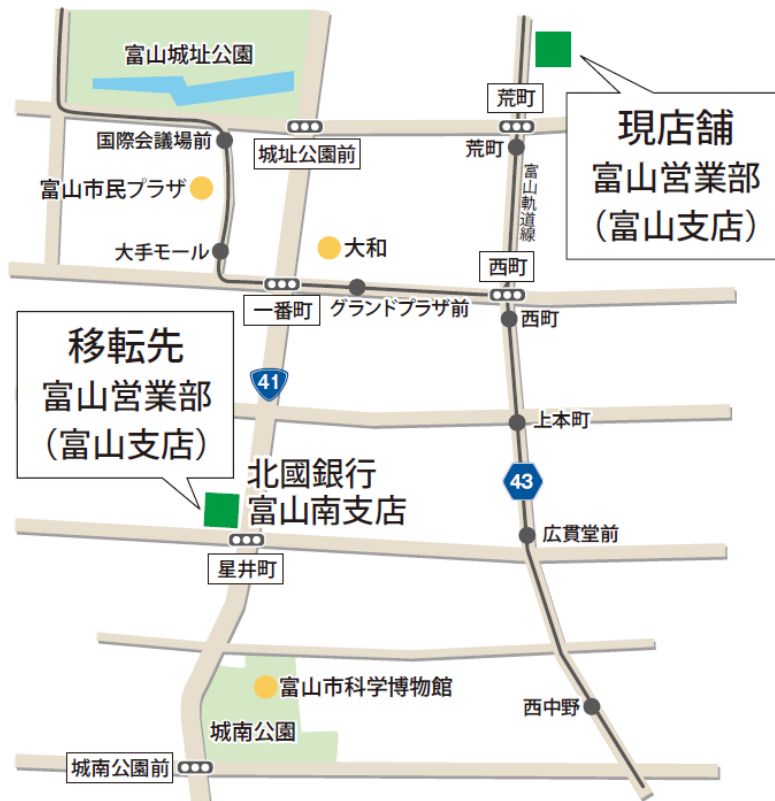 富山城址公園
荒町
国際会議場前
城址公園前
荒町
現店舗
富山営業部
（富山支店）
富山軌道線
富山市民プラザ
大手モール
大和
西町
一番町
グランドプラザ前
西町
移転先
富山営業部
（富山支店）
41
上本町
北國銀行
富山南支店
43
広貫堂前
星井町
富山市科学博物館
西中野
城南公園
城南公園前